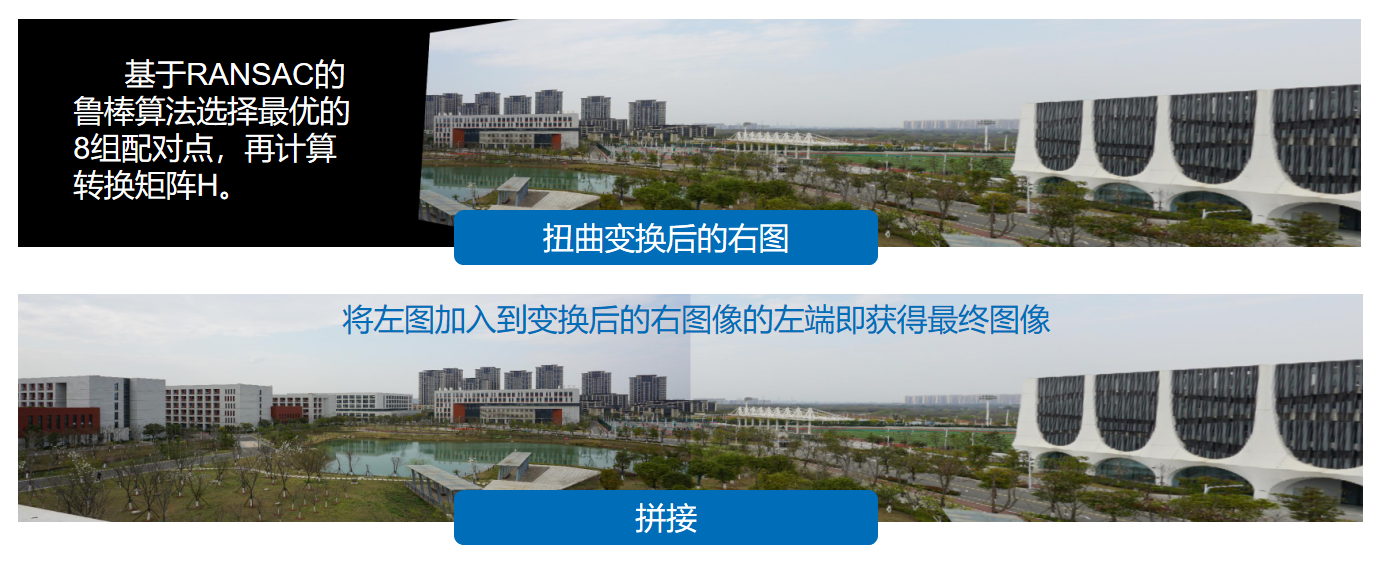 基于RANSAC的
鲁棒算法选择最优的
8组配对点，再计算
转换矩阵H。
扭曲变换后的右图
将左图加入到变换后的右图像的左端即获得最终图像
拼接